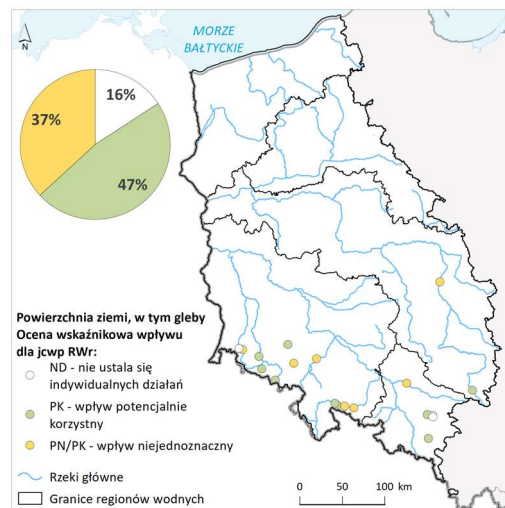 N
MORZE
BAŁTYCKIE
16%
37%
47%
Powierzchnia ziemi, w tym gleby
Ocena wskaźnikowa wpływu
dla jcwp RWr:
ND - nie ustala się
indywidualnych działań
PK - wpływ potencjalnie
korzystny
PN/PK - wpływ niejednoznaczny
Rzeki główne
Granice regionów wodnych
0 50 100 km